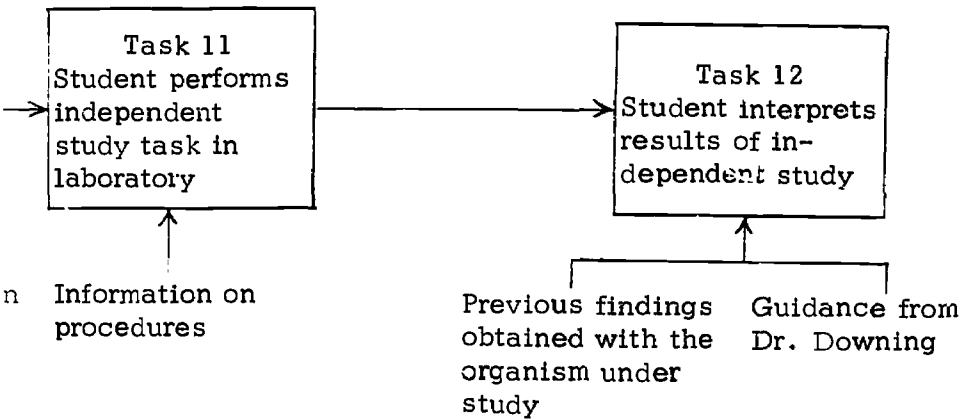 Task 11
Student performs
independent
study task in
laboratory
Task 12
Student interprets
results of in-
dependent study
n
Information on
procedures
Previous findings
obtained with the
organism under
study
Guidance from
Dr. Downing